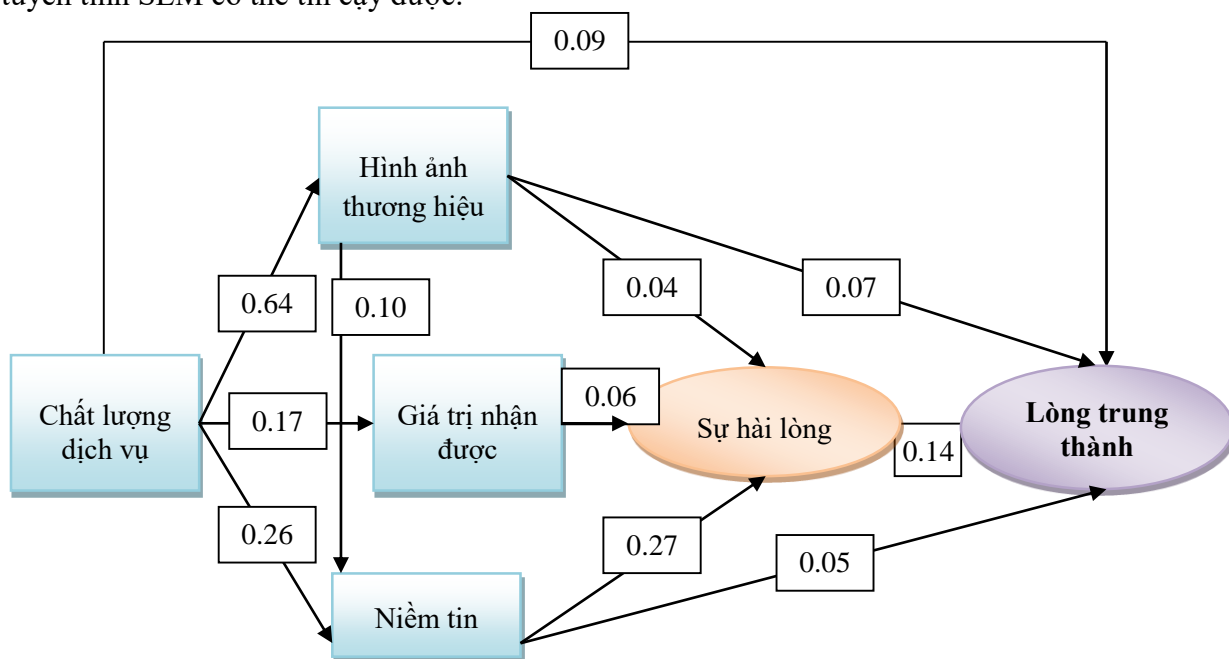 tuyến tính SEM có thể tin cậy được.
0.09
Hình ảnh
thương hiệu
0.64
0.10
0.04
0.07
Chất lượng
dịch vụ
0.17
Giá trị nhận
được
0.06
Sự hài lòng
0.14
Lòng trung
thành
0.26
0.27
0.05
Niềm tin